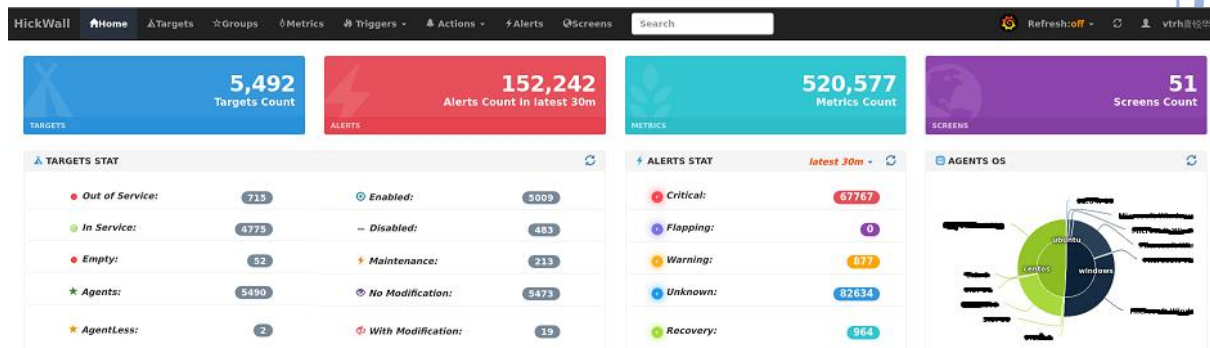 HickWall Home Targets Groups Metrics Triggers Actions Alerts Screens Search Refresh:off vtrh
5,492 152,242 520,577 51
Targets Count Alerts Count in latest 30m Metrics Count Screens Count
TARGETS ALERTS METRICS SCREENS
TARGETS STAT ALERTS STAT latest 30m AGENTS OS
Out of Service: 715 Enabled: 5009 Critical: 67767
In Service: 4775 Disabled: 483 Flapping: 0
ubuntu
Empty: 52 Maintenance: 213 Warning: 877
centos windows
Agents: 5490 No Modification: 5473 Unknown: 82634
AgentLess: 2 With Modification: 19 Recovery: 964